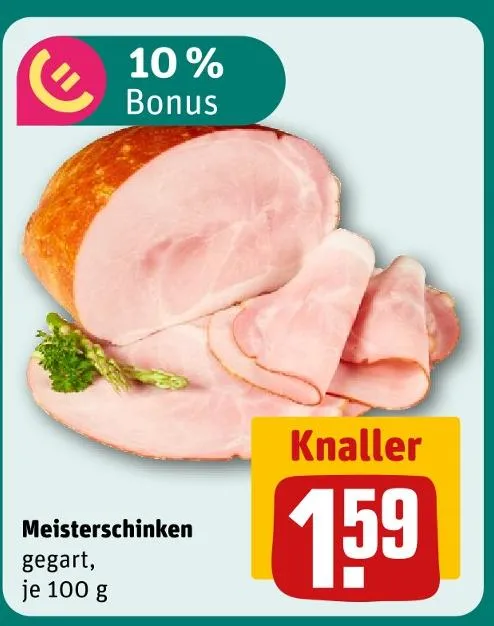 10 %
Bonus
Knaller
1.59
Meisterschinken
gegart,
je 100 g